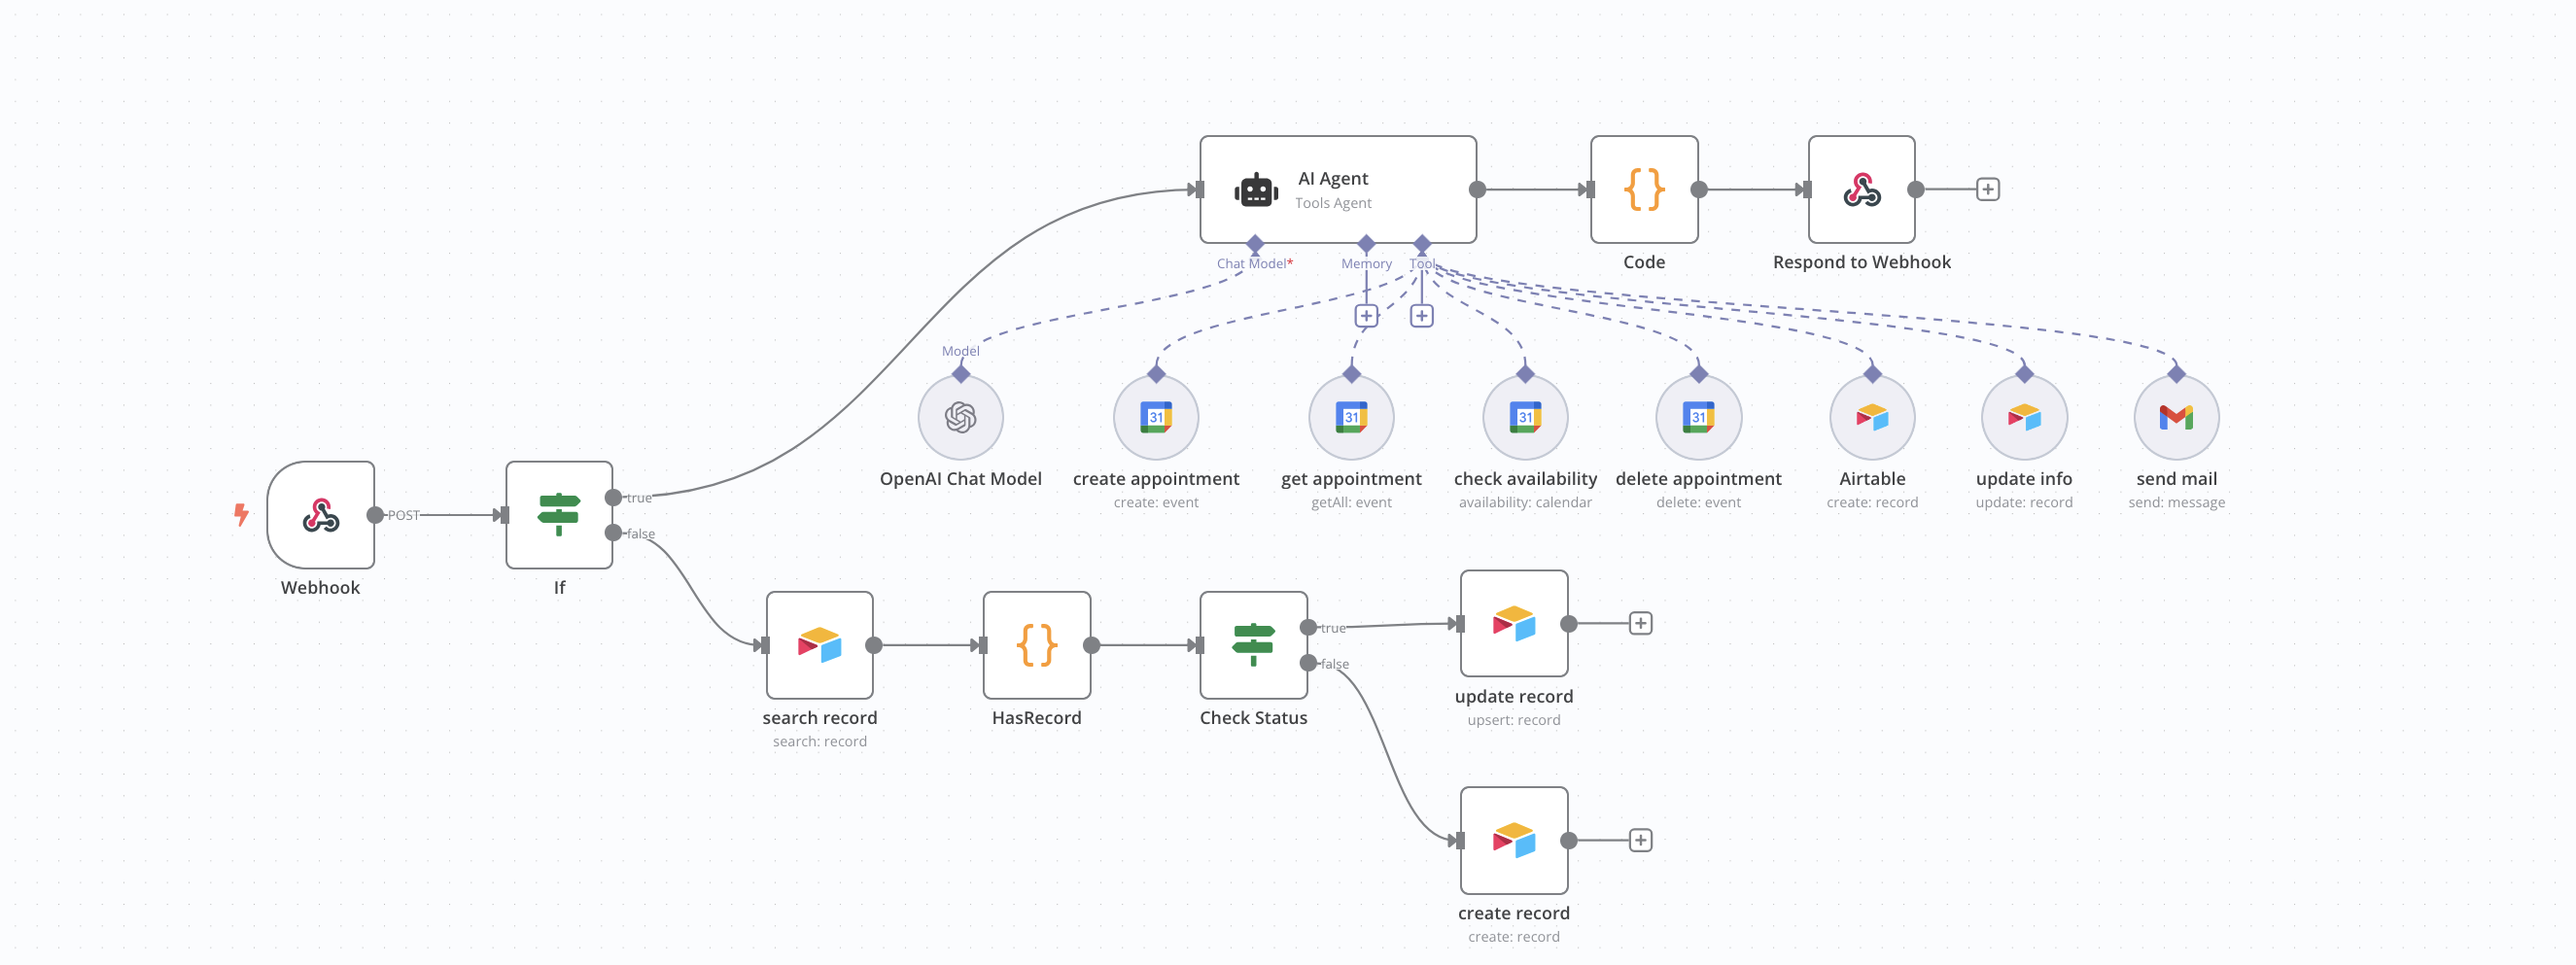 AI Agent
Tools Agent
Chat Model*
Memory
Tool
Code
Respond to Webhook
Model
31
31
31
31
OpenAI Chat Model
create appointment
create: event
get appointment
getAll: event
check availability
availability: calendar
delete appointment
delete: event
Airtable
create: record
update info
update: record
send mail
send: message
POST
true
false
Webhook
If
search record
search: record
HasRecord
Check Status
true
false
update record
upsert: record
create record
create: record